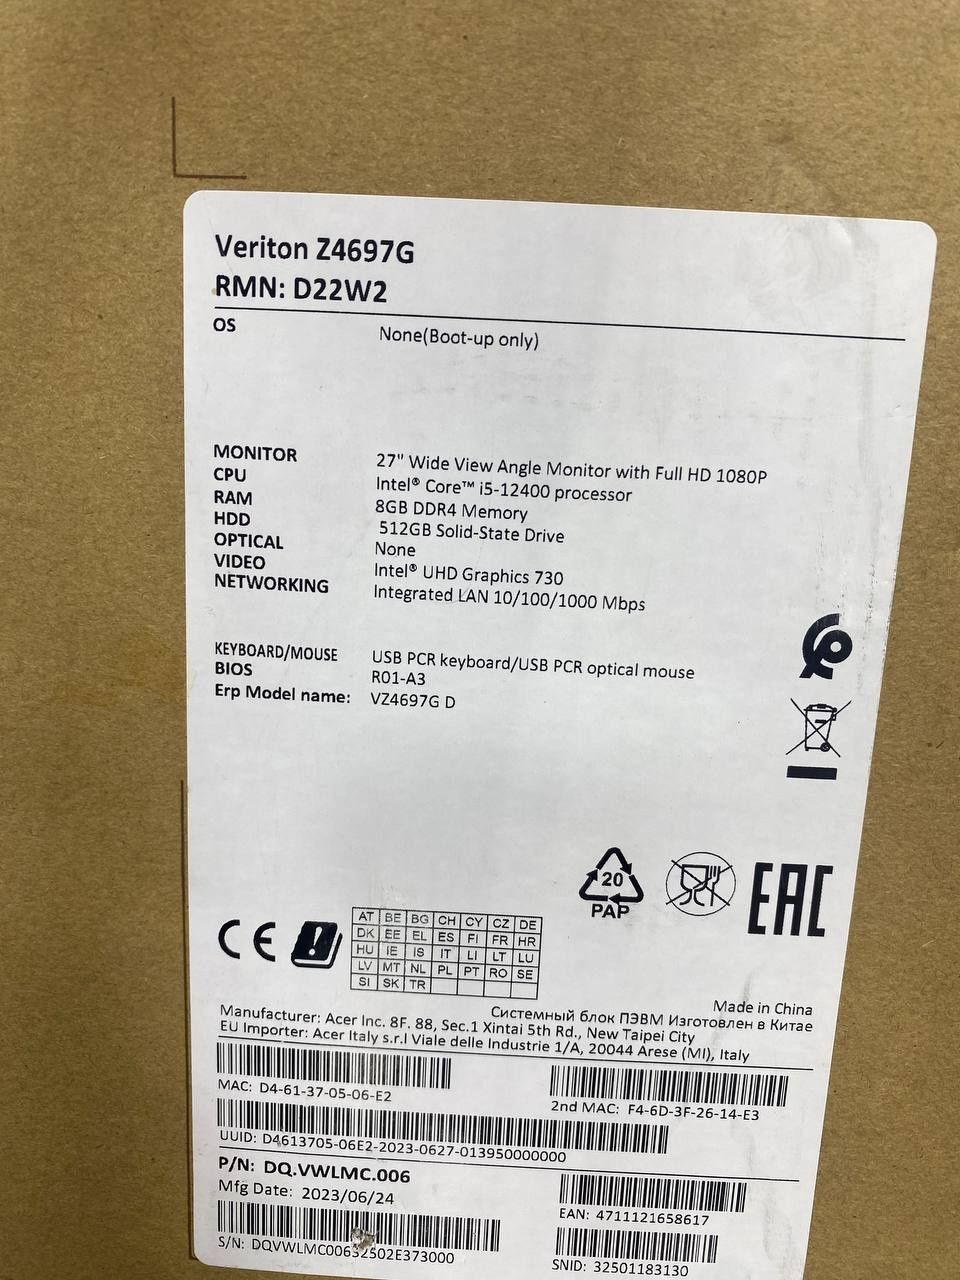 Veriton Z4697G
RMN: D22W2
OS None(Boot-up only)
MONITOR 27" Wide View Angle Monitor with Full HD 1080P
CPU Intel® Core™ i5-12400 processor
RAM 8GB DDR4 Memory
HDD 512GB Solid-State Drive
OPTICAL None
VIDEO Intel® UHD Graphics 730
NETWORKING Integrated LAN 10/100/1000 Mbps
KEYBOARD/MOUSE USB PCR keyboard/USB PCR optical mouse
BIOS R01-A3
Erp Model name: VZ4697G D
20
PAP
EAC
CE
AT BE BG CH CY CZ DE
DK EE EL ES FI FR HR
HU IE IS IT LI LT LU
LV MT NL PL PT RO SE
SI SK TR
Made in China
Системный блок ПЭВМ Изготовлен в Китае
Manufacturer: Acer Inc. 8F. 88, Sec.1 Xintai 5th Rd., New Taipei City
EU Importer: Acer Italy s.r.l Viale delle Industrie 1/A, 20044 Arese (MI), Italy
MAC: D4-61-37-05-06-E2
2nd MAC: F4-6D-3F-26-14-E3
UUID: D4613705-06E2-2023-0627-013950000000
P/N: DQ.VWLMC.006
Mfg Date: 2023/06/24
EAN: 4711121658617
S/N: DQVWLMC00632502E373000
SNID: 32501183130